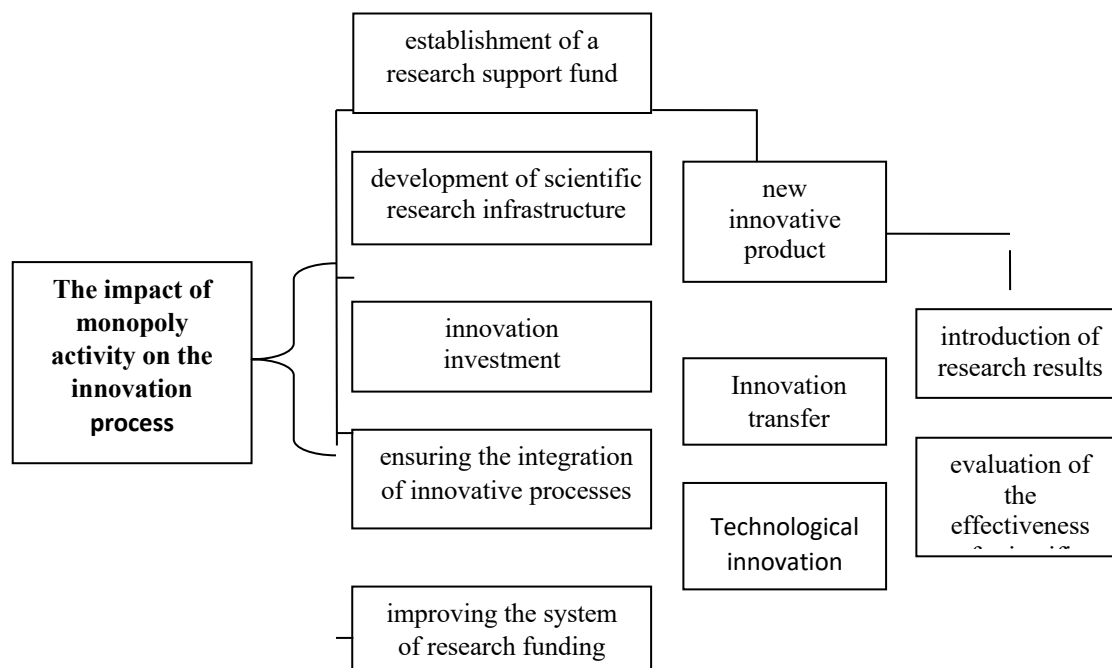 The impact of
monopoly
activity on the
innovation
process
establishment of a
research support fund
development of scientific
research infrastructure
innovation
investment
ensuring the integration
of innovative processes
improving the system
of research funding
new
innovative
product
Innovation
transfer
Technological
innovation
introduction of
research results
evaluation of
the
effectiveness